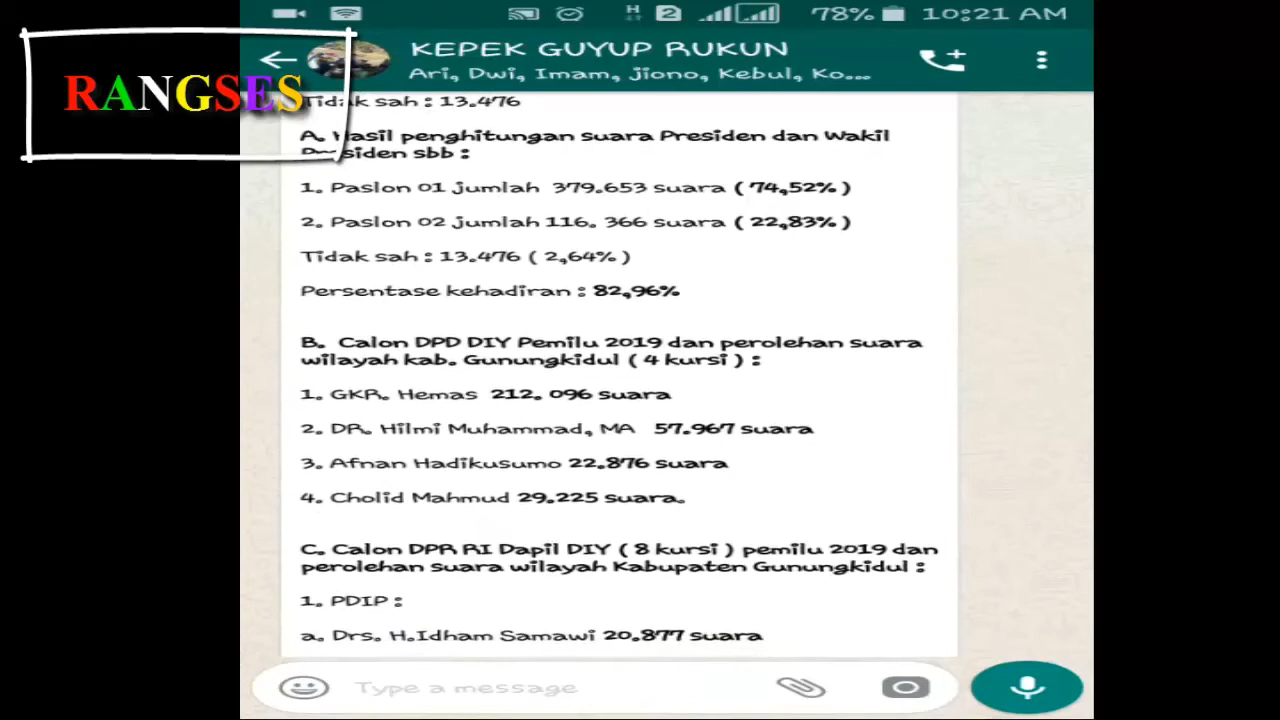 78% 10:21 AM
RANGSES
KEPEK GUYUP RUKUN
Ari, Dwi, Imam, jiono, Kebul, Ko...
Tidak sah : 13.476
A. Hasil penghitungan suara Presiden dan Wakil
Presiden sbb :
1. Paslon 01 jumlah 379.653 suara ( 74,52% )
2. Paslon 02 jumlah 116. 366 suara ( 22,83% )
Tidak sah : 13.476 ( 2,64% )
Persentase kehadiran : 82,96%
B. Calon DPD DIY Pemilu 2019 dan perolehan suara
wilayah kab. Gunungkidul ( 4 kursi ) :
1. GKR. Hemas 212. 096 suara
2. DR. Hilmi Muhammad, MA 57.967 suara
3. Afnan Hadikusumo 22.876 suara
4. Cholid Mahmud 29.225 suara.
C. Calon DPR RI Dapil DIY ( 8 kursi ) pemilu 2019 dan
perolehan suara wilayah Kabupaten Gunungkidul :
1. PDIP :
a. Drs. H.Idham Samawi 20.877 suara
Type a message